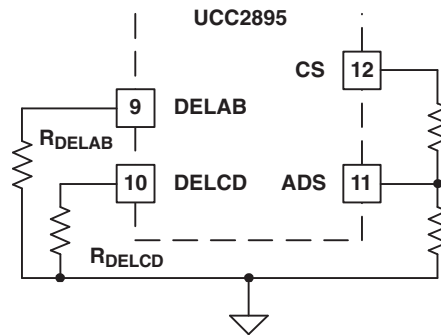 UCC2895
CS
12
9
DELAB
RDELAB
10
DELCD
ADS
11
RDELCD